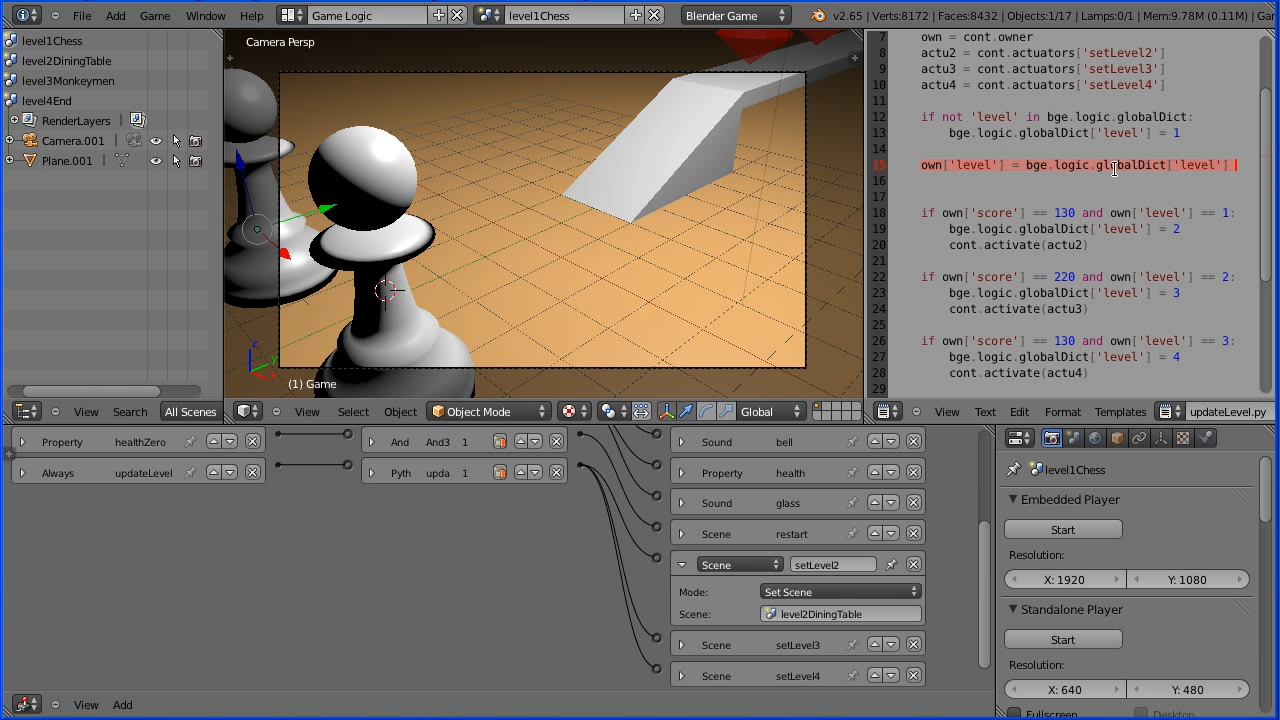 File Add Game Window Help Game Logic level1Chess Blender Game v2.65 | Verts:8172 | Faces:8432 | Objects:1/17 | Lamps:0/1 | Mem:9.78M (0.11M) |
level1Chess
level2DiningTable
level3Monkeymen
level4End
RenderLayers
Camera.001
Plane.001
View Search All Scenes
Camera Persp
z
y
(1) Game
View Select Object Object Mode Global
7 own = cont.owner
8 actu2 = cont.actuators['setLevel2']
9 actu3 = cont.actuators['setLevel3']
10 actu4 = cont.actuators['setLevel4']
11
12 if not 'level' in bge.logic.globalDict:
13 bge.logic.globalDict['level'] = 1
14
15 own['level'] = bge.logic.globalDict['level']
16
17
18 if own['score'] == 130 and own['level'] == 1:
19 bge.logic.globalDict['level'] = 2
20 cont.activate(actu2)
21
22 if own['score'] == 220 and own['level'] == 2:
23 bge.logic.globalDict['level'] = 3
24 cont.activate(actu3)
25
26 if own['score'] == 130 and own['level'] == 3:
27 bge.logic.globalDict['level'] = 4
28 cont.activate(actu4)
29
View Text Edit Format Templates updateLevel.py
Property healthZero And And3 1 Sound bell
Always updateLevel Pyth upda 1 Property health
Sound glass
Scene restart
Scene setLevel2
Mode: Set Scene
Scene: level2DiningTable
Scene setLevel3
Scene setLevel4
View Add
level1Chess
Embedded Player
Start
Resolution:
X: 1920 Y: 1080
Standalone Player
Start
Resolution:
X: 640 Y: 480
Fullscreen Desktop